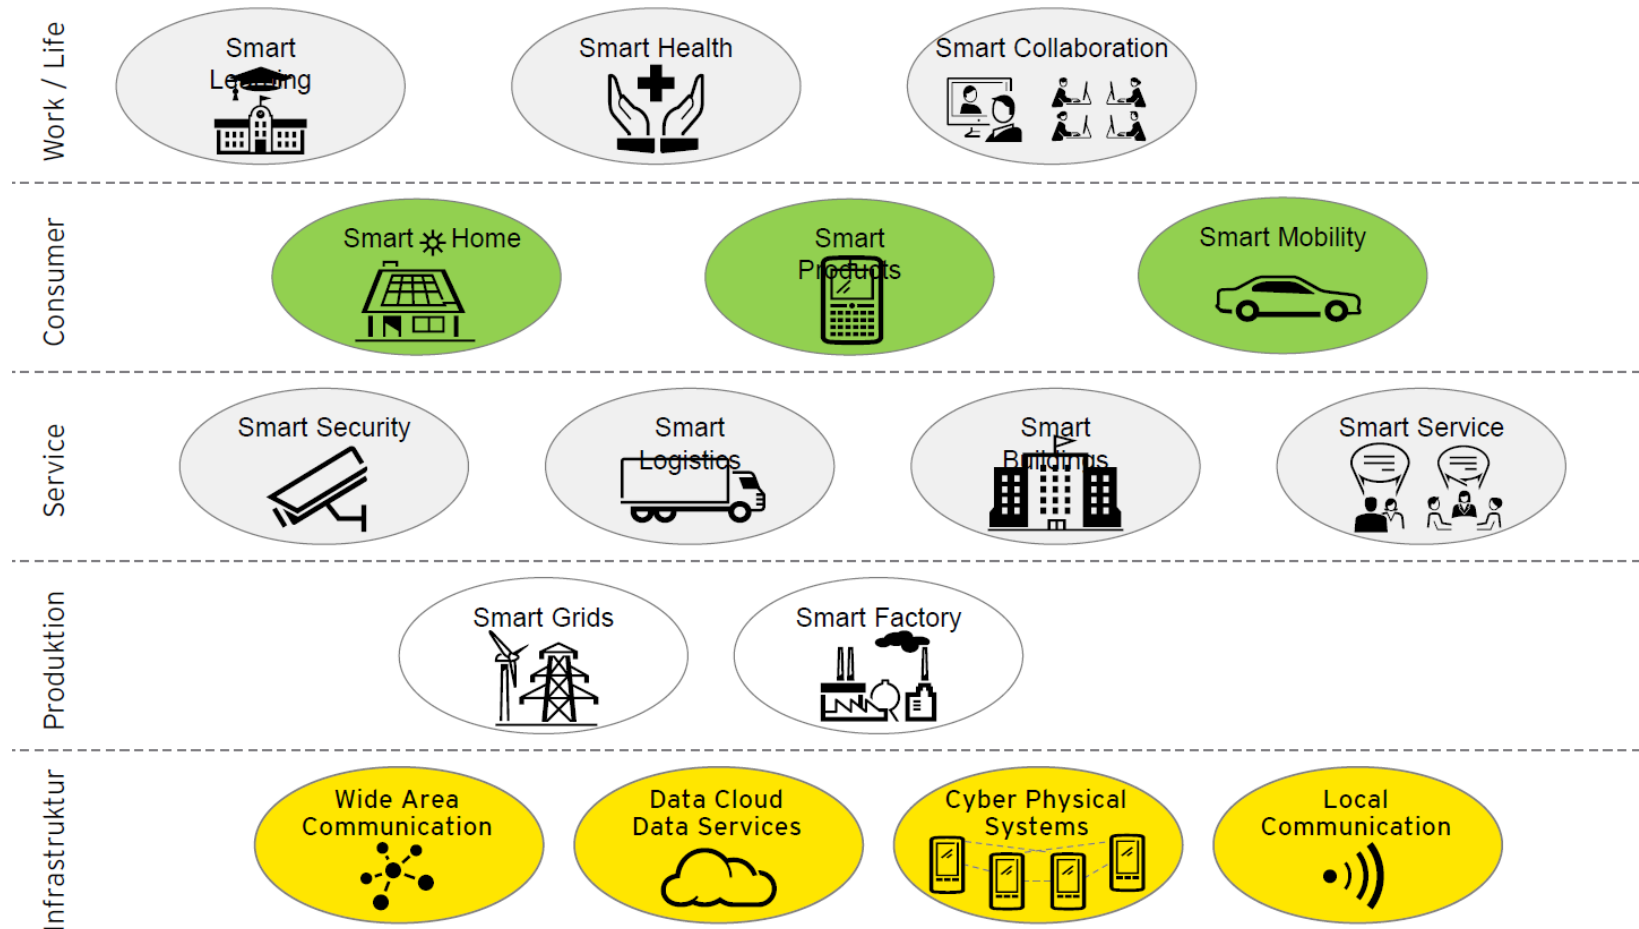 Work / Life
Smart
Learning
Smart Health
Smart Collaboration
Consumer
Smart Home
Smart
Products
Smart Mobility
Service
Smart Security
Smart
Logistics
Smart
Buildings
Smart Service
Produktion
Smart Grids
Smart Factory
Infrastruktur
Wide Area
Communication
Data Cloud
Data Services
Cyber Physical
Systems
Local
Communication